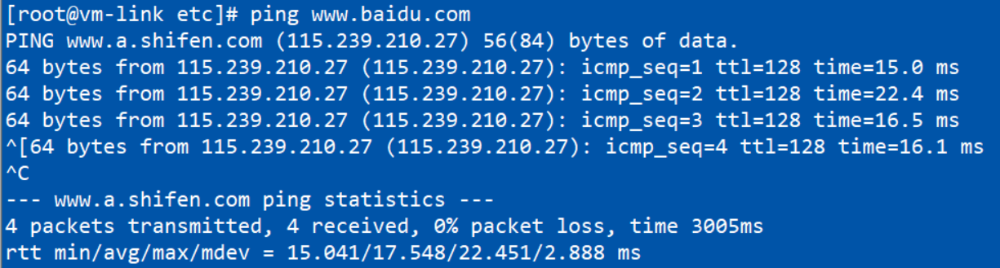 [root@vm-link etc]# ping www.baidu.com
PING www.a.shifen.com (115.239.210.27) 56(84) bytes of data.
64 bytes from 115.239.210.27 (115.239.210.27): icmp_seq=1 ttl=128 time=15.0 ms
64 bytes from 115.239.210.27 (115.239.210.27): icmp_seq=2 ttl=128 time=22.4 ms
64 bytes from 115.239.210.27 (115.239.210.27): icmp_seq=3 ttl=128 time=16.5 ms
^[64 bytes from 115.239.210.27 (115.239.210.27): icmp_seq=4 ttl=128 time=16.1 ms
^C
--- www.a.shifen.com ping statistics ---
4 packets transmitted, 4 received, 0% packet loss, time 3005ms
rtt min/avg/max/mdev = 15.041/17.548/22.451/2.888 ms